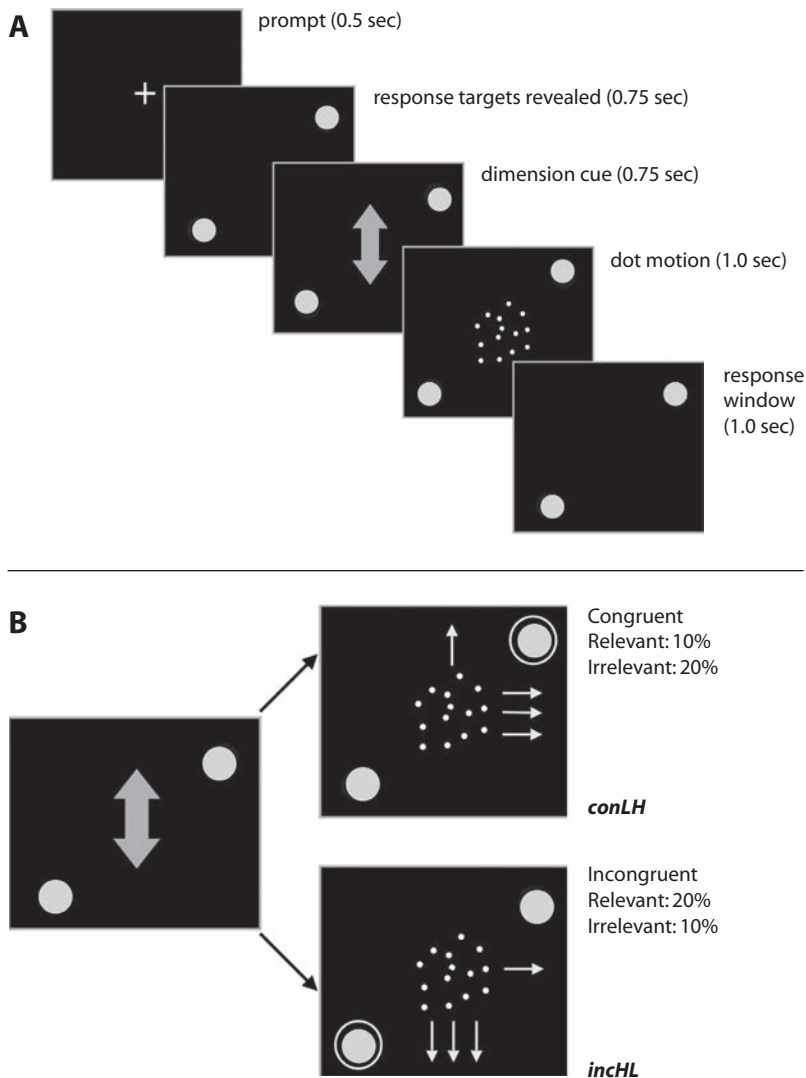 A
prompt (0.5 sec)
response targets revealed (0.75 sec)
dimension cue (0.75 sec)
dot motion (1.0 sec)
response
window
(1.0 sec)
B
Congruent
Relevant: 10%
Irrelevant: 20%
conLH
Incongruent
Relevant: 20%
Irrelevant: 10%
incHL